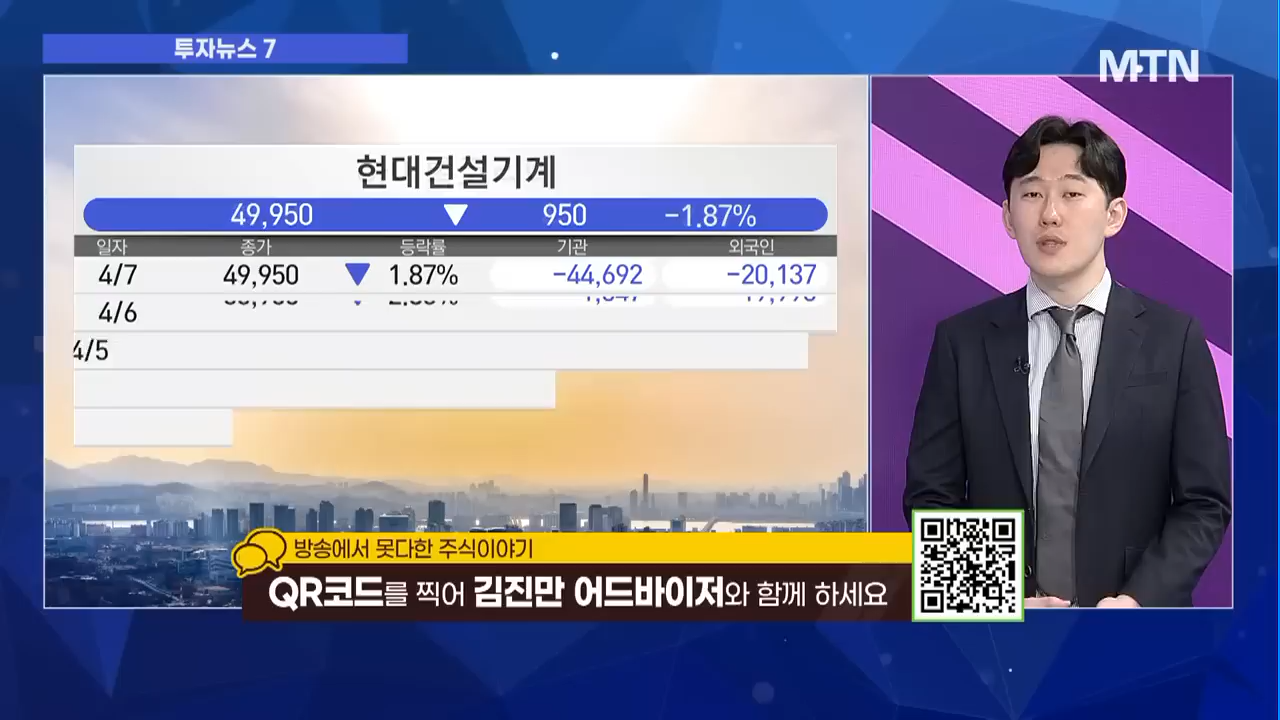 투자뉴스 7
MTN
현대건설기계
49,950 ▼ 950 -1.87%
일자 종가 등락률 기관 외국인
4/7 49,950 ▼ 1.87% -44,692 -20,137
4/6
4/5
방송에서 못다한 주식이야기
QR코드를 찍어 김진만 어드바이저와 함께 하세요